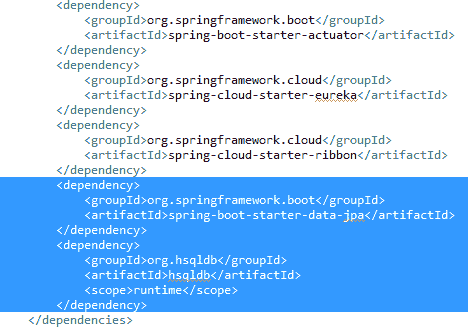 <dependency>
<groupId>org.springframework.boot</groupId>
<artifactId>spring-boot-starter-actuator</artifactId>
</dependency>
<dependency>
<groupId>org.springframework.cloud</groupId>
<artifactId>spring-cloud-starter-eureka</artifactId>
</dependency>
<dependency>
<groupId>org.springframework.cloud</groupId>
<artifactId>spring-cloud-starter-ribbon</artifactId>
</dependency>
<dependency>
<groupId>org.springframework.boot</groupId>
<artifactId>spring-boot-starter-data-jpa</artifactId>
</dependency>
<dependency>
<groupId>org.hsqldb</groupId>
<artifactId>hsqldb</artifactId>
<scope>runtime</scope>
</dependency>
</dependencies>